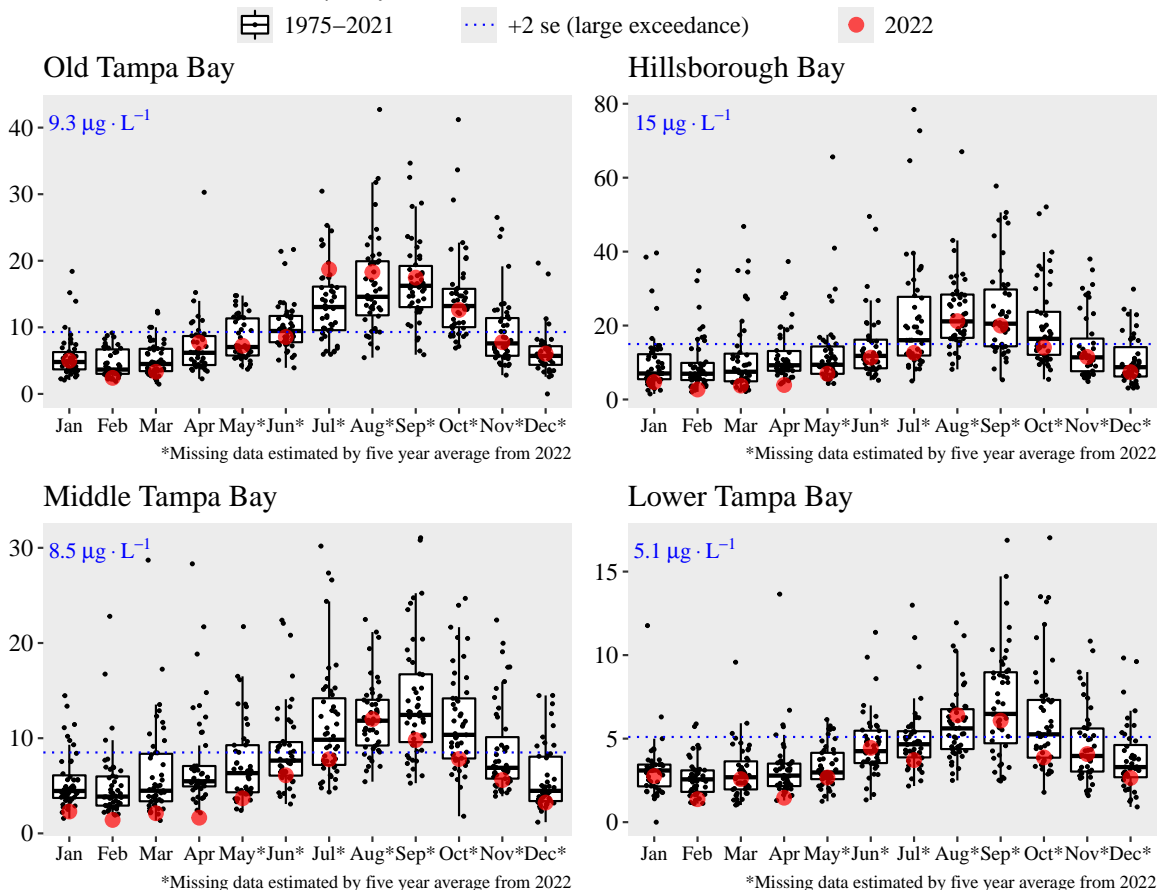 1975–2021 +2 se (large exceedance) 2022
Old Tampa Bay
9.3 μg · L⁻¹
40
30
20
10
0
Jan Feb Mar Apr May* Jun* Jul* Aug* Sep* Oct* Nov* Dec*
*Missing data estimated by five year average from 2022
Hillsborough Bay
15 μg · L⁻¹
80
60
40
20
0
Jan Feb Mar Apr May* Jun* Jul* Aug* Sep* Oct* Nov* Dec*
*Missing data estimated by five year average from 2022
Middle Tampa Bay
8.5 μg · L⁻¹
30
20
10
0
Jan Feb Mar Apr May* Jun* Jul* Aug* Sep* Oct* Nov* Dec*
*Missing data estimated by five year average from 2022
Lower Tampa Bay
5.1 μg · L⁻¹
15
10
5
0
Jan Feb Mar Apr May* Jun* Jul* Aug* Sep* Oct* Nov* Dec*
*Missing data estimated by five year average from 2022